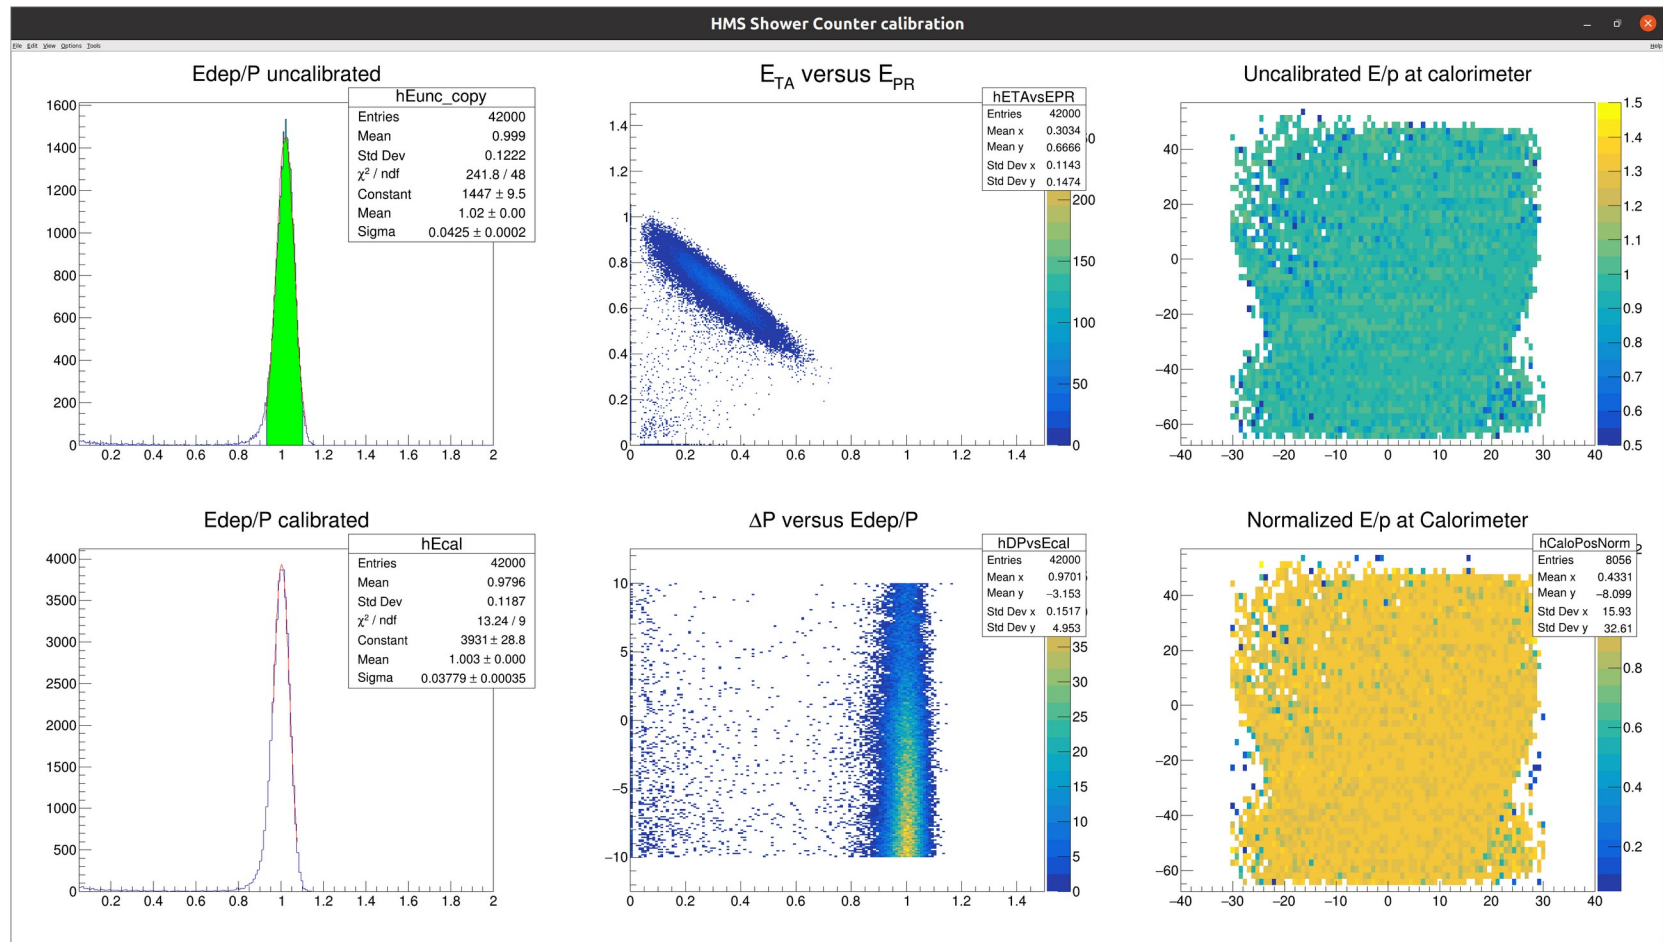 HMS Shower Counter calibration
File Edit View Options Tools
Help
Edep/P uncalibrated
hEunc_copy
Entries 42000
Mean 0.999
Std Dev 0.1222
χ² / ndf 241.8 / 48
Constant 1447 ± 9.5
Mean 1.02 ± 0.00
Sigma 0.0425 ± 0.0002
1600
1400
1200
1000
800
600
400
200
0
0.2 0.4 0.6 0.8 1 1.2 1.4 1.6 1.8 2
E_TA versus E_PR
hETAvsEPR
Entries 42000
Mean x 0.3034
Mean y 0.6666
Std Dev x 0.1143
Std Dev y 0.1474
1.4
1.2
1
0.8
0.6
0.4
0.2
0
0 0.2 0.4 0.6 0.8 1 1.2 1.4
200
150
100
50
0
Uncalibrated E/p at calorimeter
40
20
0
−20
−40
−60
−40 −30 −20 −10 0 10 20 30 40
1.5
1.4
1.3
1.2
1.1
1
0.9
0.8
0.7
0.6
0.5
Edep/P calibrated
hEcal
Entries 42000
Mean 0.9796
Std Dev 0.1187
χ² / ndf 13.24 / 9
Constant 3931 ± 28.8
Mean 1.003 ± 0.000
Sigma 0.03779 ± 0.00035
4000
3500
3000
2500
2000
1500
1000
500
0
0.2 0.4 0.6 0.8 1 1.2 1.4 1.6 1.8 2
ΔP versus Edep/P
hDPvsEcal
Entries 42000
Mean x 0.9701
Mean y −3.153
Std Dev x 0.1517
Std Dev y 4.953
10
5
0
−5
−10
0 0.2 0.4 0.6 0.8 1 1.2 1.4
35
30
25
20
15
10
5
0
Normalized E/p at Calorimeter
hCaloPosNorm
Entries 8056
Mean x 0.4331
Mean y −8.099
Std Dev x 15.93
Std Dev y 32.61
40
20
0
−20
−40
−60
−40 −30 −20 −10 0 10 20 30 40
0.8
0.6
0.4
0.2